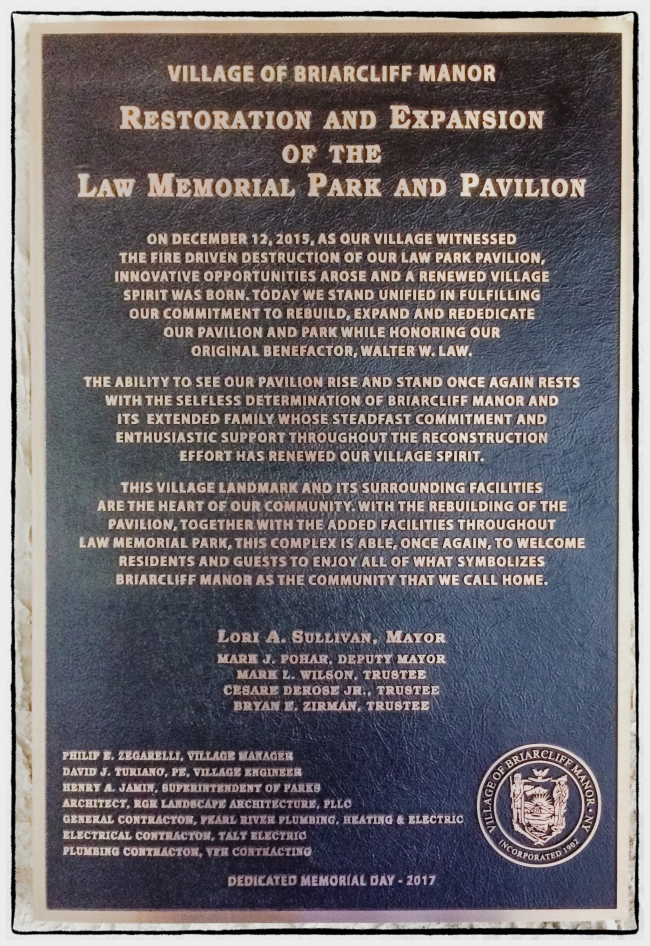 VILLAGE OF BRIARCLIFF MANOR
RESTORATION AND EXPANSION
OF THE
LAW MEMORIAL PARK AND PAVILION
ON DECEMBER 12, 2015, AS OUR VILLAGE WITNESSED
THE FIRE DRIVEN DESTRUCTION OF OUR LAW PARK PAVILION,
INNOVATIVE OPPORTUNITIES AROSE AND A RENEWED VILLAGE
SPIRIT WAS BORN. TODAY WE STAND UNIFIED IN FULFILLING
OUR COMMITMENT TO REBUILD, EXPAND AND REDEDICATE
OUR PAVILION AND PARK WHILE HONORING OUR
ORIGINAL BENEFACTOR, WALTER W. LAW.
THE ABILITY TO SEE OUR PAVILION RISE AND STAND ONCE AGAIN RESTS
WITH THE SELFLESS DETERMINATION OF BRIARCLIFF MANOR AND
ITS EXTENDED FAMILY WHOSE STEADFAST COMMITMENT AND
ENTHUSIASTIC SUPPORT THROUGHOUT THE RECONSTRUCTION
EFFORT HAS RENEWED OUR VILLAGE SPIRIT.
THIS VILLAGE LANDMARK AND ITS SURROUNDING FACILITIES
ARE THE HEART OF OUR COMMUNITY. WITH THE REBUILDING OF THE
PAVILION, TOGETHER WITH THE ADDED FACILITIES THROUGHOUT
LAW MEMORIAL PARK, THIS COMPLEX IS ABLE, ONCE AGAIN, TO WELCOME
RESIDENTS AND GUESTS TO ENJOY ALL OF WHAT SYMBOLIZES
BRIARCLIFF MANOR AS THE COMMUNITY THAT WE CALL HOME.
LORI A. SULLIVAN, MAYOR
MARK J. POHAR, DEPUTY MAYOR
MARK L. WILSON, TRUSTEE
CESARE DEROSE JR., TRUSTEE
BRYAN E. ZIRMAN, TRUSTEE
PHILIP E. ZEGARELLI, VILLAGE MANAGER
DAVID J. TURIANO, PE, VILLAGE ENGINEER
HENRY A. JAMIN, SUPERINTENDENT OF PARKS
ARCHITECT, RGR LANDSCAPE ARCHITECTURE, PLLC
GENERAL CONTRACTOR, PEARL RIVER PLUMBING, HEATING & ELECTRIC
ELECTRICAL CONTRACTOR, TALT ELECTRIC
PLUMBING CONTRACTOR, VFH CONTRACTING
VILLAGE OF BRIARCLIFF MANOR · NY
INCORPORATED 1902
DEDICATED MEMORIAL DAY - 2017